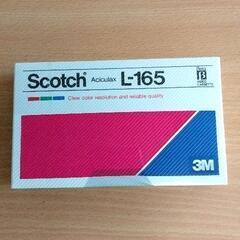 Scotch Aciculax L-165
Clear color resolution and reliable quality
3M